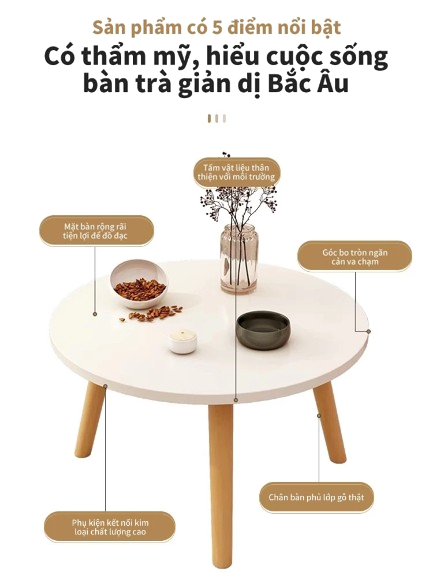 Sản phẩm có 5 điểm nổi bật
Có thẩm mỹ, hiểu cuộc sống
bàn trà giản dị Bắc Âu
Tấm vật liệu thân
thiện với môi trường
Mặt bàn rộng rãi
tiện lợi để đồ đạc
Góc bo tròn ngăn
cản va chạm
Chân bàn phủ lớp gỗ thật
Phụ kiện kết nối kim
loại chất lượng cao